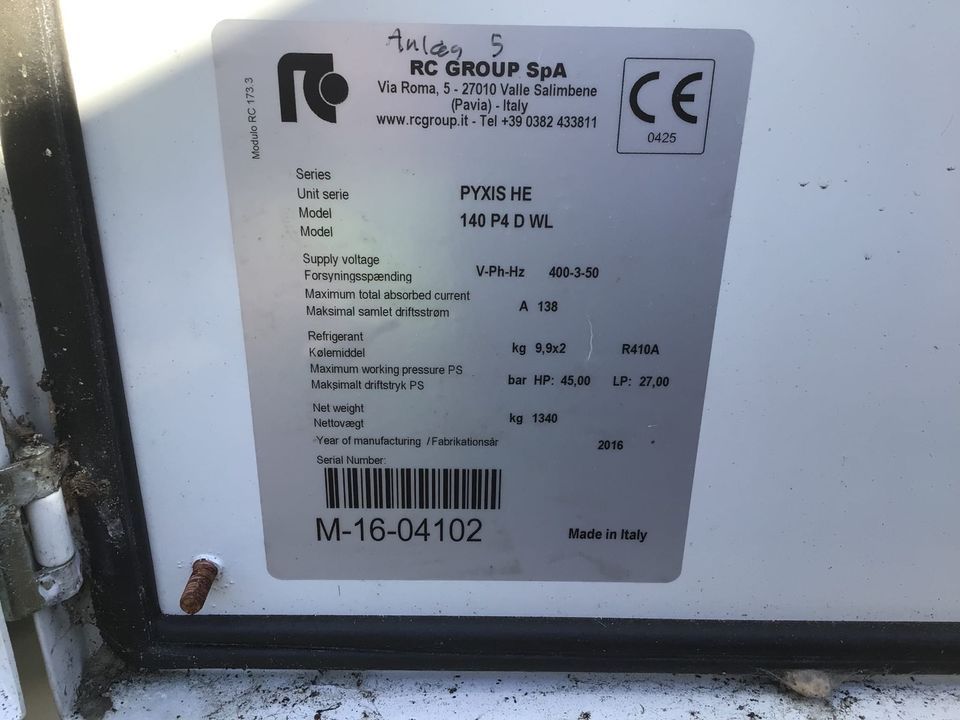 Anlæg 5
RC GROUP SpA
Via Roma, 5 - 27010 Valle Salimbene
(Pavia) - Italy
www.rcgroup.it - Tel +39 0382 433811
rc
CE
0425
Modulo RC 173.3
Series
Unit serie PYXIS HE
Model
Model 140 P4 D WL
Supply voltage
Forsyningsspænding V-Ph-Hz 400-3-50
Maximum total absorbed current
Maksimal samlet driftsstrøm A 138
Refrigerant
Kølemiddel kg 9,9x2 R410A
Maximum working pressure PS
Maksimalt driftstryk PS bar HP: 45,00 LP: 27,00
Net weight
Nettovægt kg 1340
Year of manufacturing / Fabrikationsår 2016
Serial Number:
M-16-04102
Made in Italy